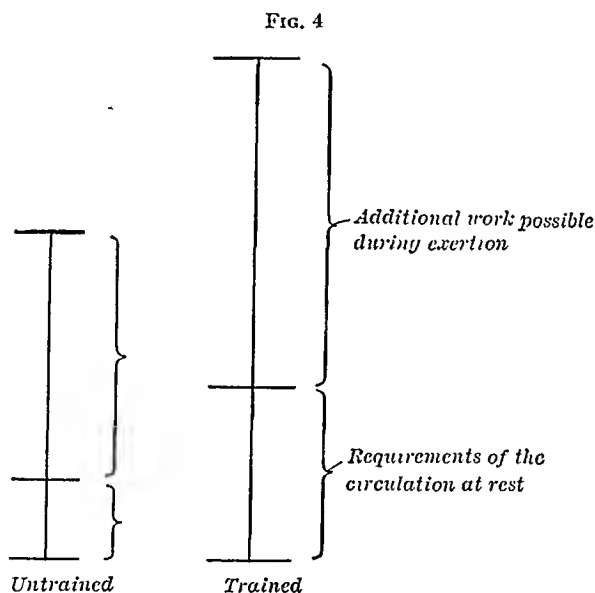 FIG. 4
Additional work possible
during exertion
Requirements of the
circulation at rest
Untrained
Trained